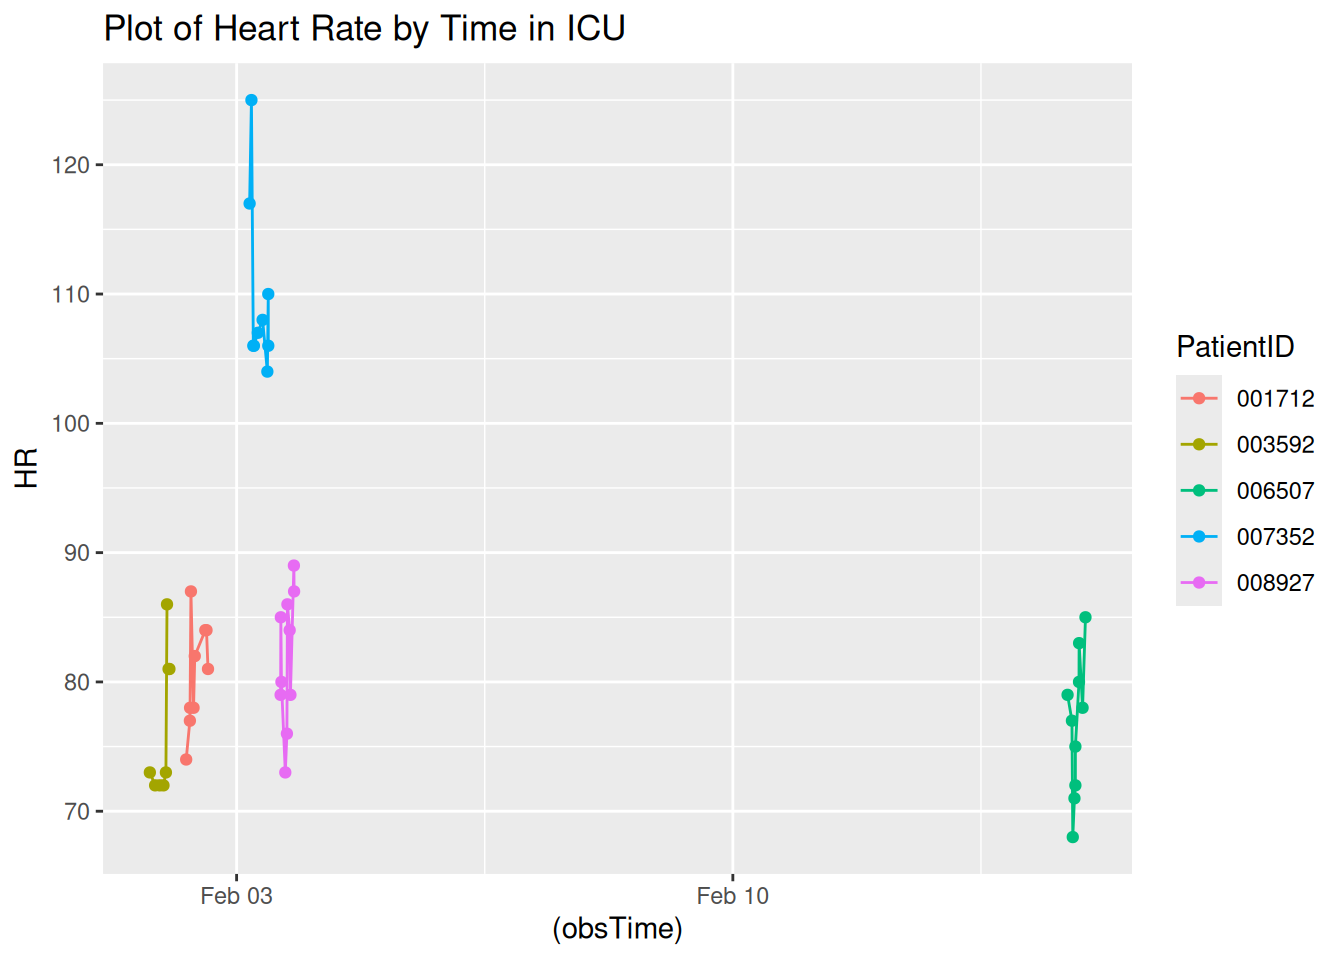 Plot of Heart Rate by Time in ICU
120
110
100
90
80
70
HR
Feb 03
Feb 10
(obsTime)
PatientID
001712
003592
006507
007352
008927